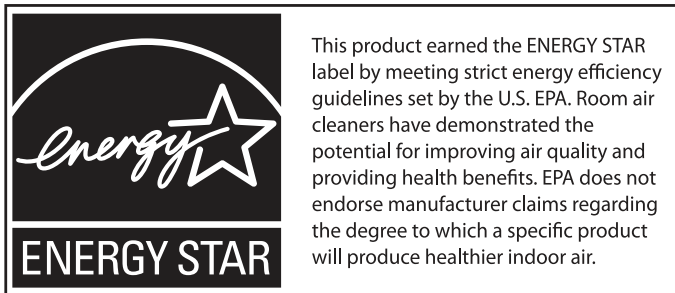 energy
ENERGY STAR
This product earned the ENERGY STAR
label by meeting strict energy efficiency
guidelines set by the U.S. EPA. Room air
cleaners have demonstrated the
potential for improving air quality and
providing health benefits. EPA does not
endorse manufacturer claims regarding
the degree to which a specific product
will produce healthier indoor air.